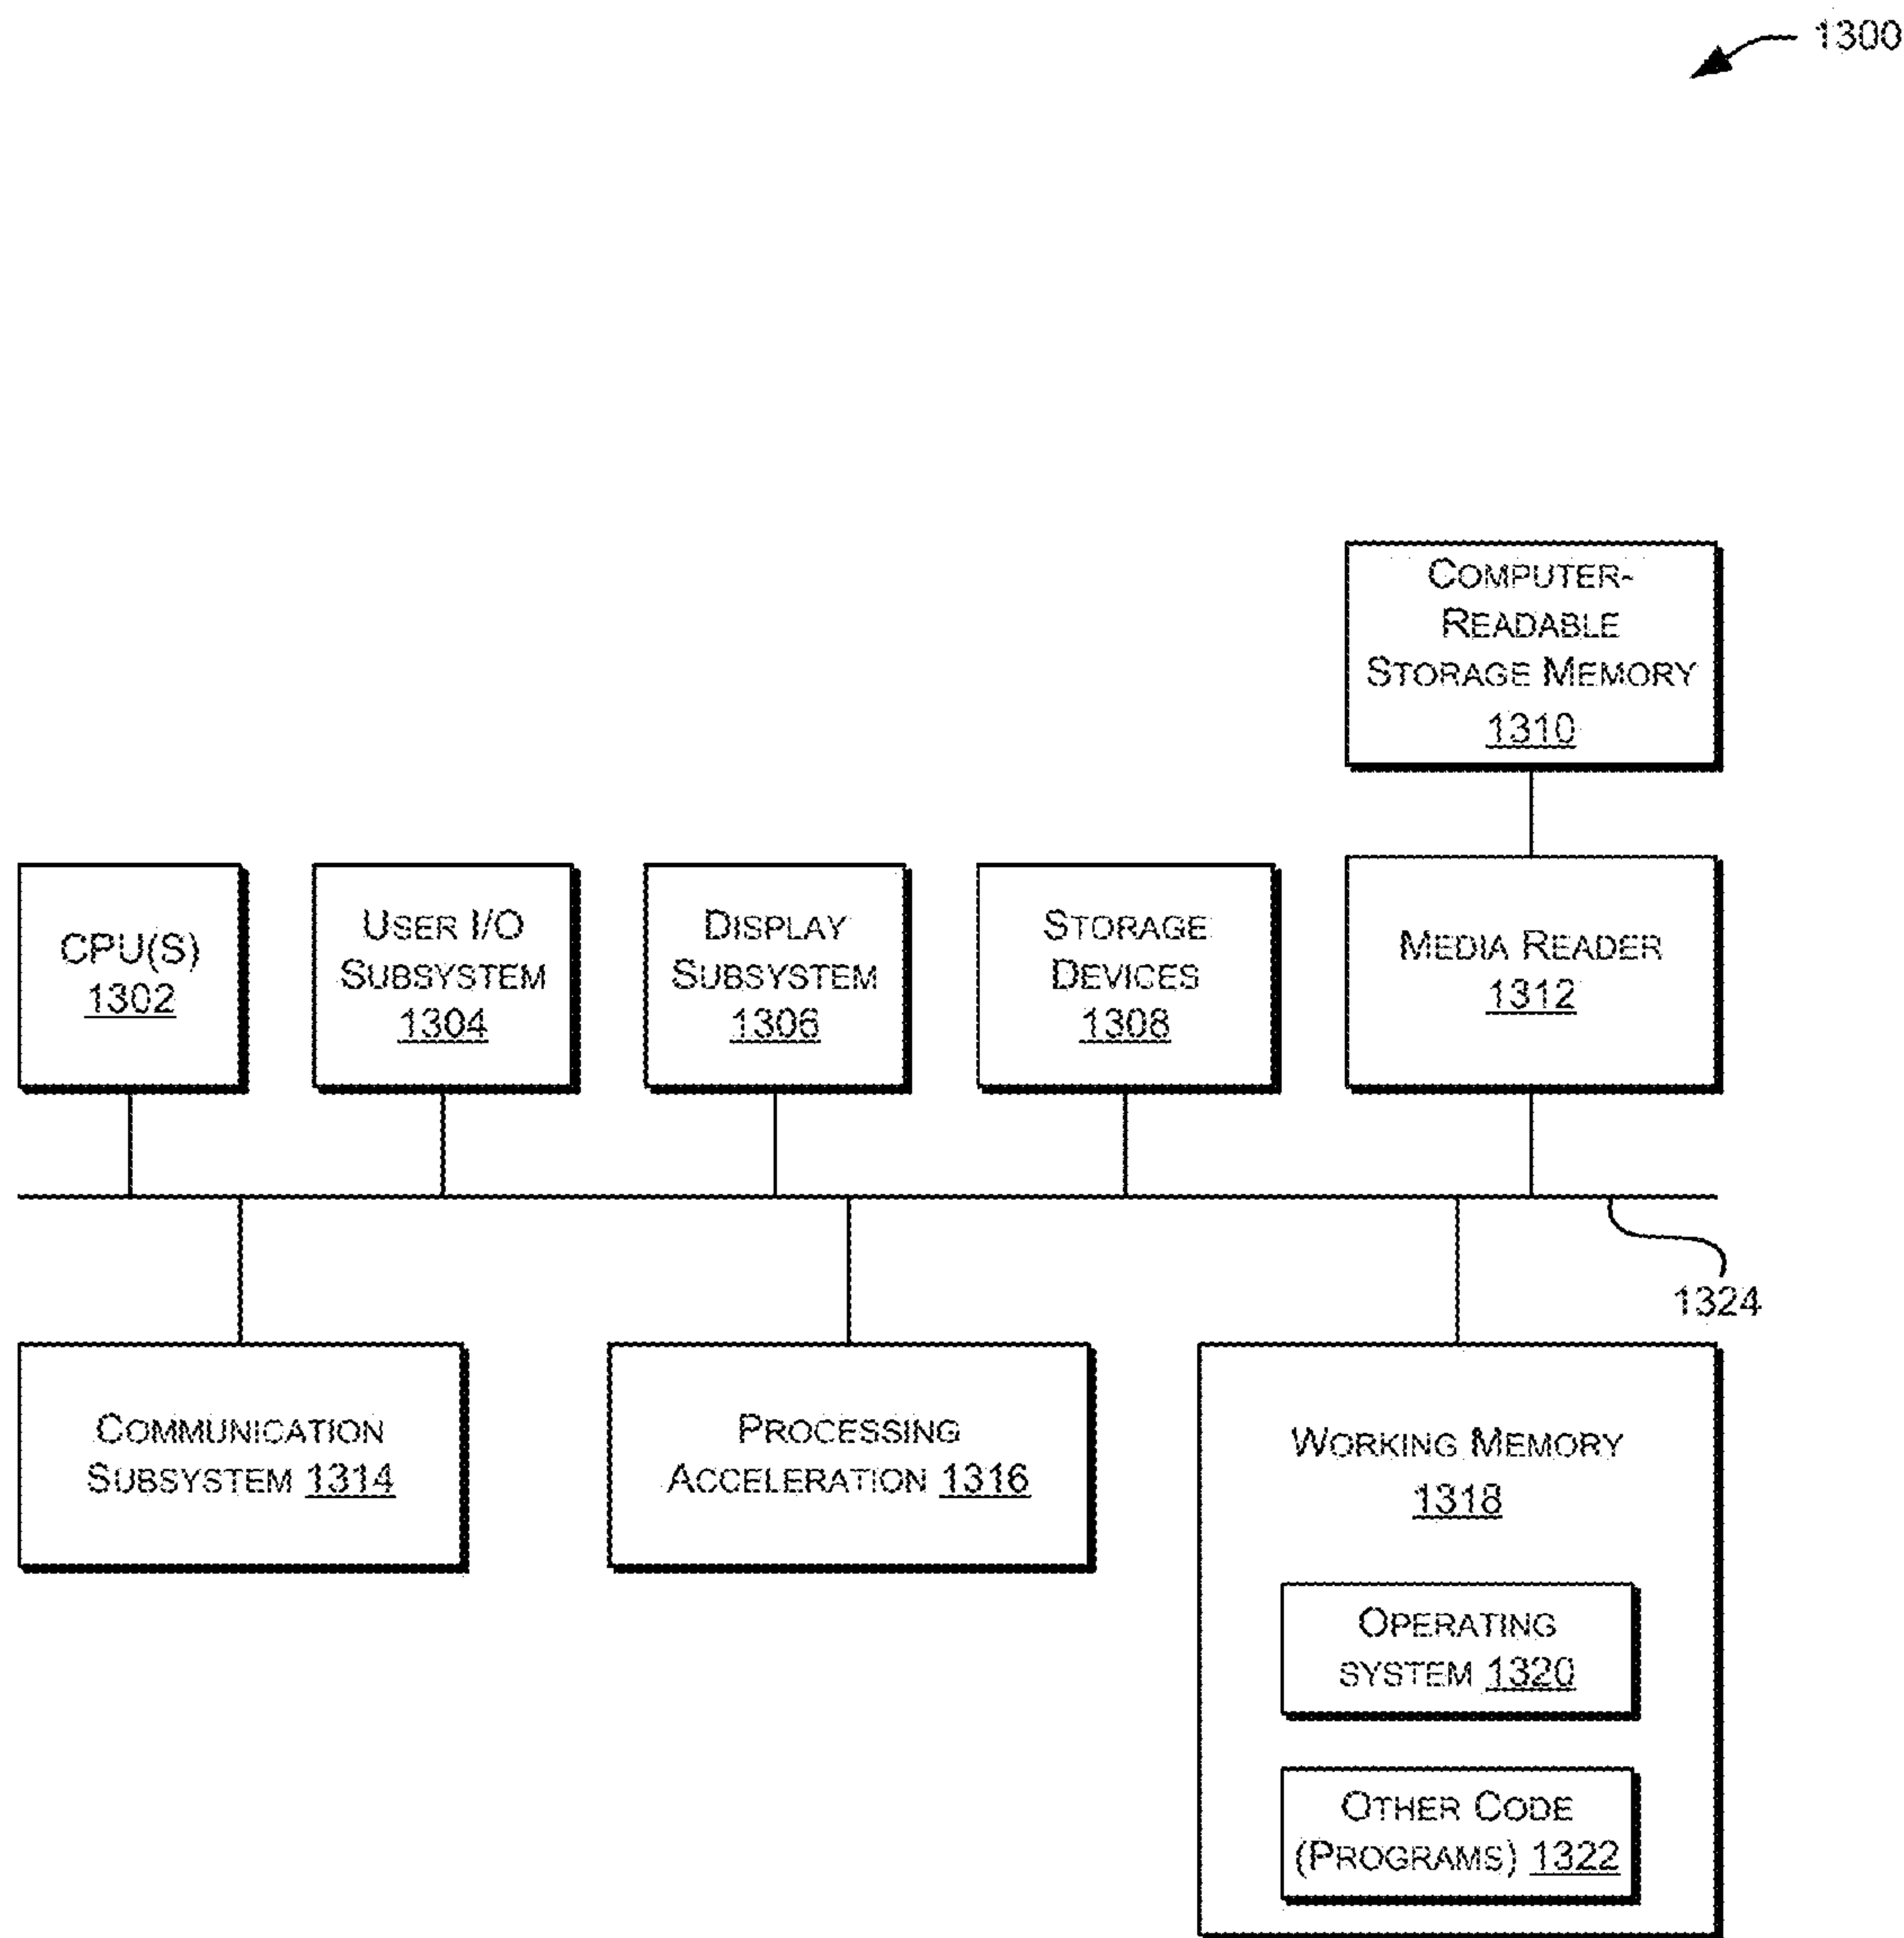 1300
COMPUTER-
READABLE
STORAGE MEMORY
1310
CPU(S)
1302
USER I/O
SUBSYSTEM
1304
DISPLAY
SUBSYSTEM
1306
STORAGE
DEVICES
1308
MEDIA READER
1312
1324
COMMUNICATION
SUBSYSTEM 1314
PROCESSING
ACCELERATION 1316
WORKING MEMORY
1318
OPERATING
SYSTEM 1320
OTHER CODE
(PROGRAMS) 1322